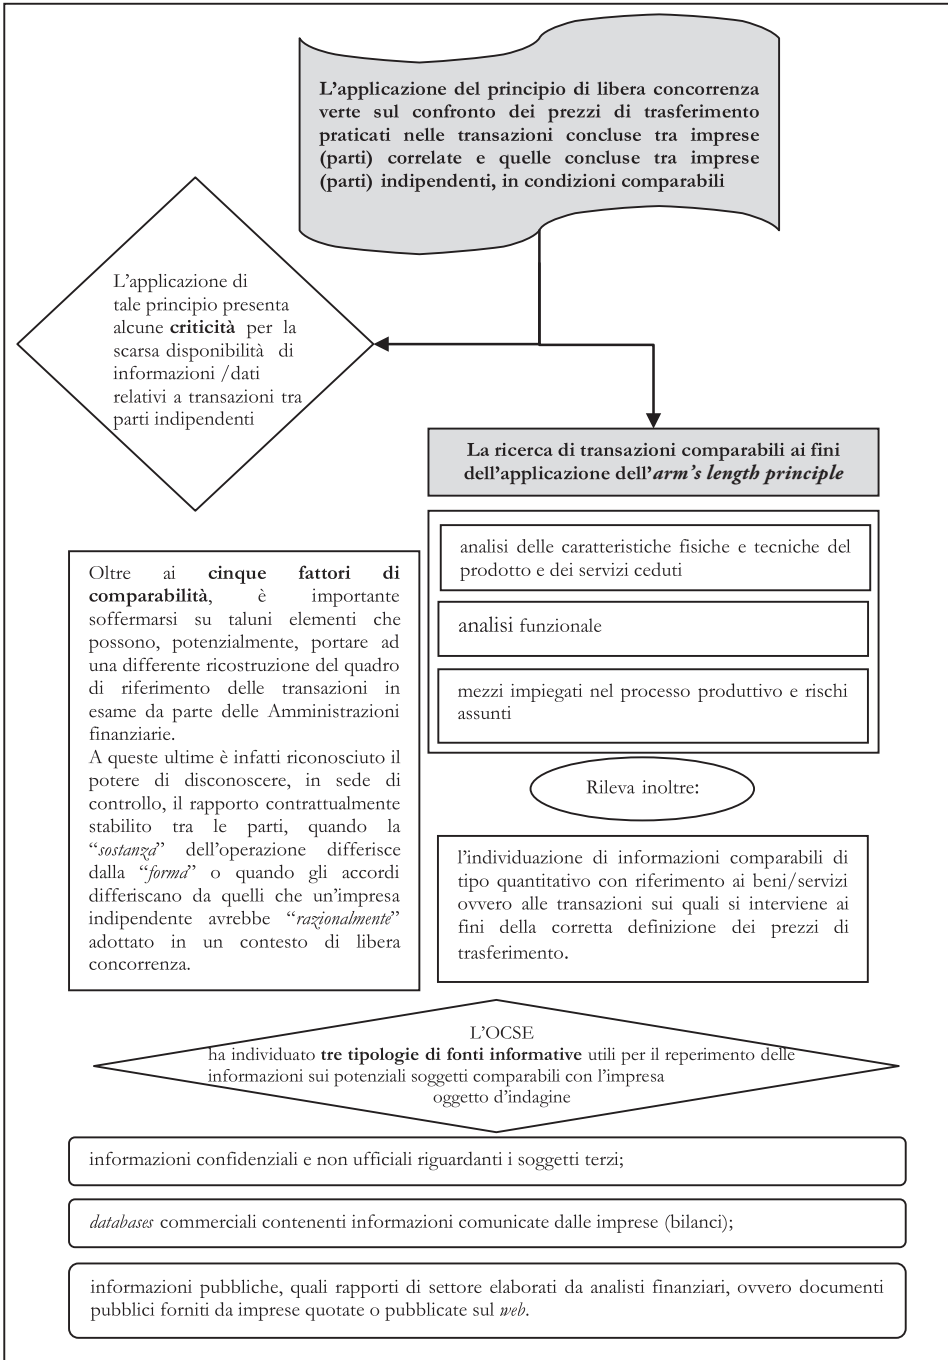 L’applicazione del principio di libera concorrenza
verte sul confronto dei prezzi di trasferimento
praticati nelle transazioni concluse tra imprese
(parti) correlate e quelle concluse tra imprese
(parti) indipendenti, in condizioni comparabili
L’applicazione di
tale principio presenta
alcune criticità per la
scarsa disponibilità di
informazioni /dati
relativi a transazioni tra
parti indipendenti
La ricerca di transazioni comparabili ai fini
dell’applicazione dell’arm’s length principle
analisi delle caratteristiche fisiche e tecniche del
prodotto e dei servizi ceduti
analisi funzionale
mezzi impiegati nel processo produttivo e rischi
assunti
Oltre ai cinque fattori di
comparabilità, è importante
soffermarsi su taluni elementi che
possono, potenzialmente, portare ad
una differente ricostruzione del quadro
di riferimento delle transazioni in
esame da parte delle Amministrazioni
finanziarie.
A queste ultime è infatti riconosciuto il
potere di disconoscere, in sede di
controllo, il rapporto contrattualmente
stabilito tra le parti, quando la
“sostanza” dell’operazione differisce
dalla “forma” o quando gli accordi
differiscano da quelli che un’impresa
indipendente avrebbe “razionalmente”
adottato in un contesto di libera
concorrenza.
Rileva inoltre:
l’individuazione di informazioni comparabili di
tipo quantitativo con riferimento ai beni/servizi
ovvero alle transazioni sui quali si interviene ai
fini della corretta definizione dei prezzi di
trasferimento.
L’OCSE
ha individuato tre tipologie di fonti informative utili per il reperimento delle
informazioni sui potenziali soggetti comparabili con l’impresa
oggetto d’indagine
informazioni confidenziali e non ufficiali riguardanti i soggetti terzi;
databases commerciali contenenti informazioni comunicate dalle imprese (bilanci);
informazioni pubbliche, quali rapporti di settore elaborati da analisti finanziari, ovvero documenti
pubblici forniti da imprese quotate o pubblicate sul web.